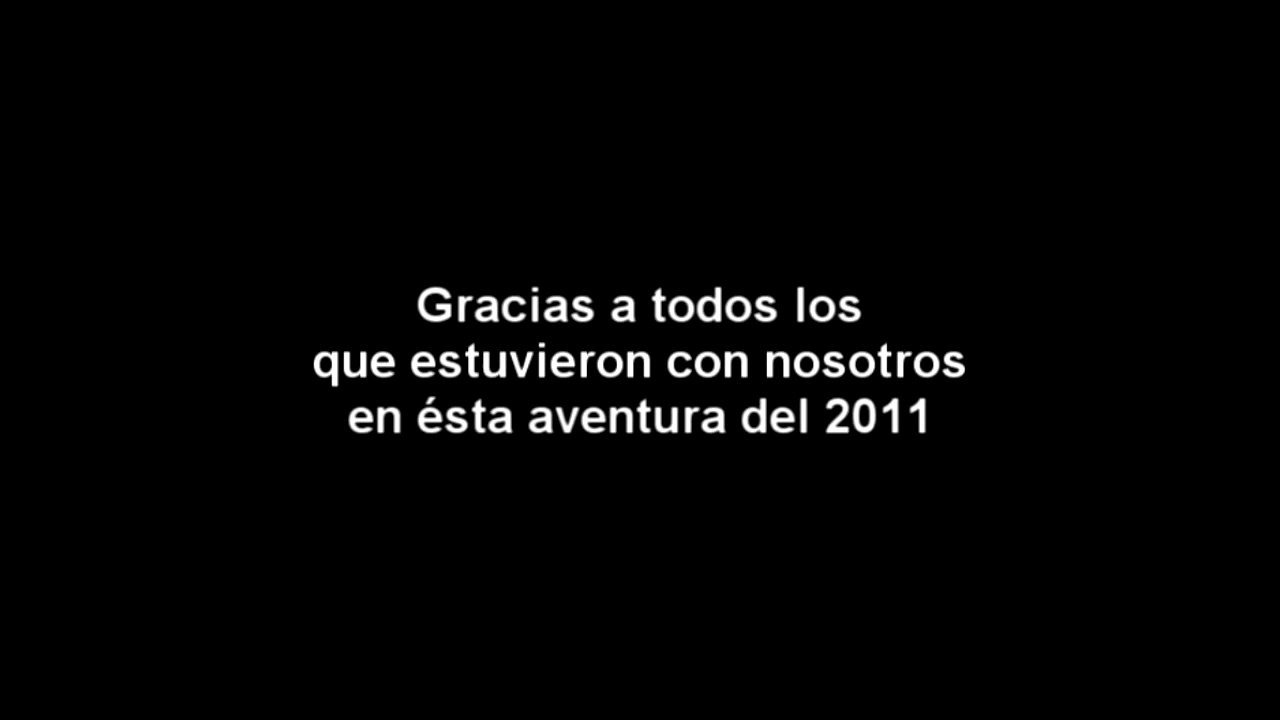 Gracias a todos los
que estuvieron con nosotros
en ésta aventura del 2011